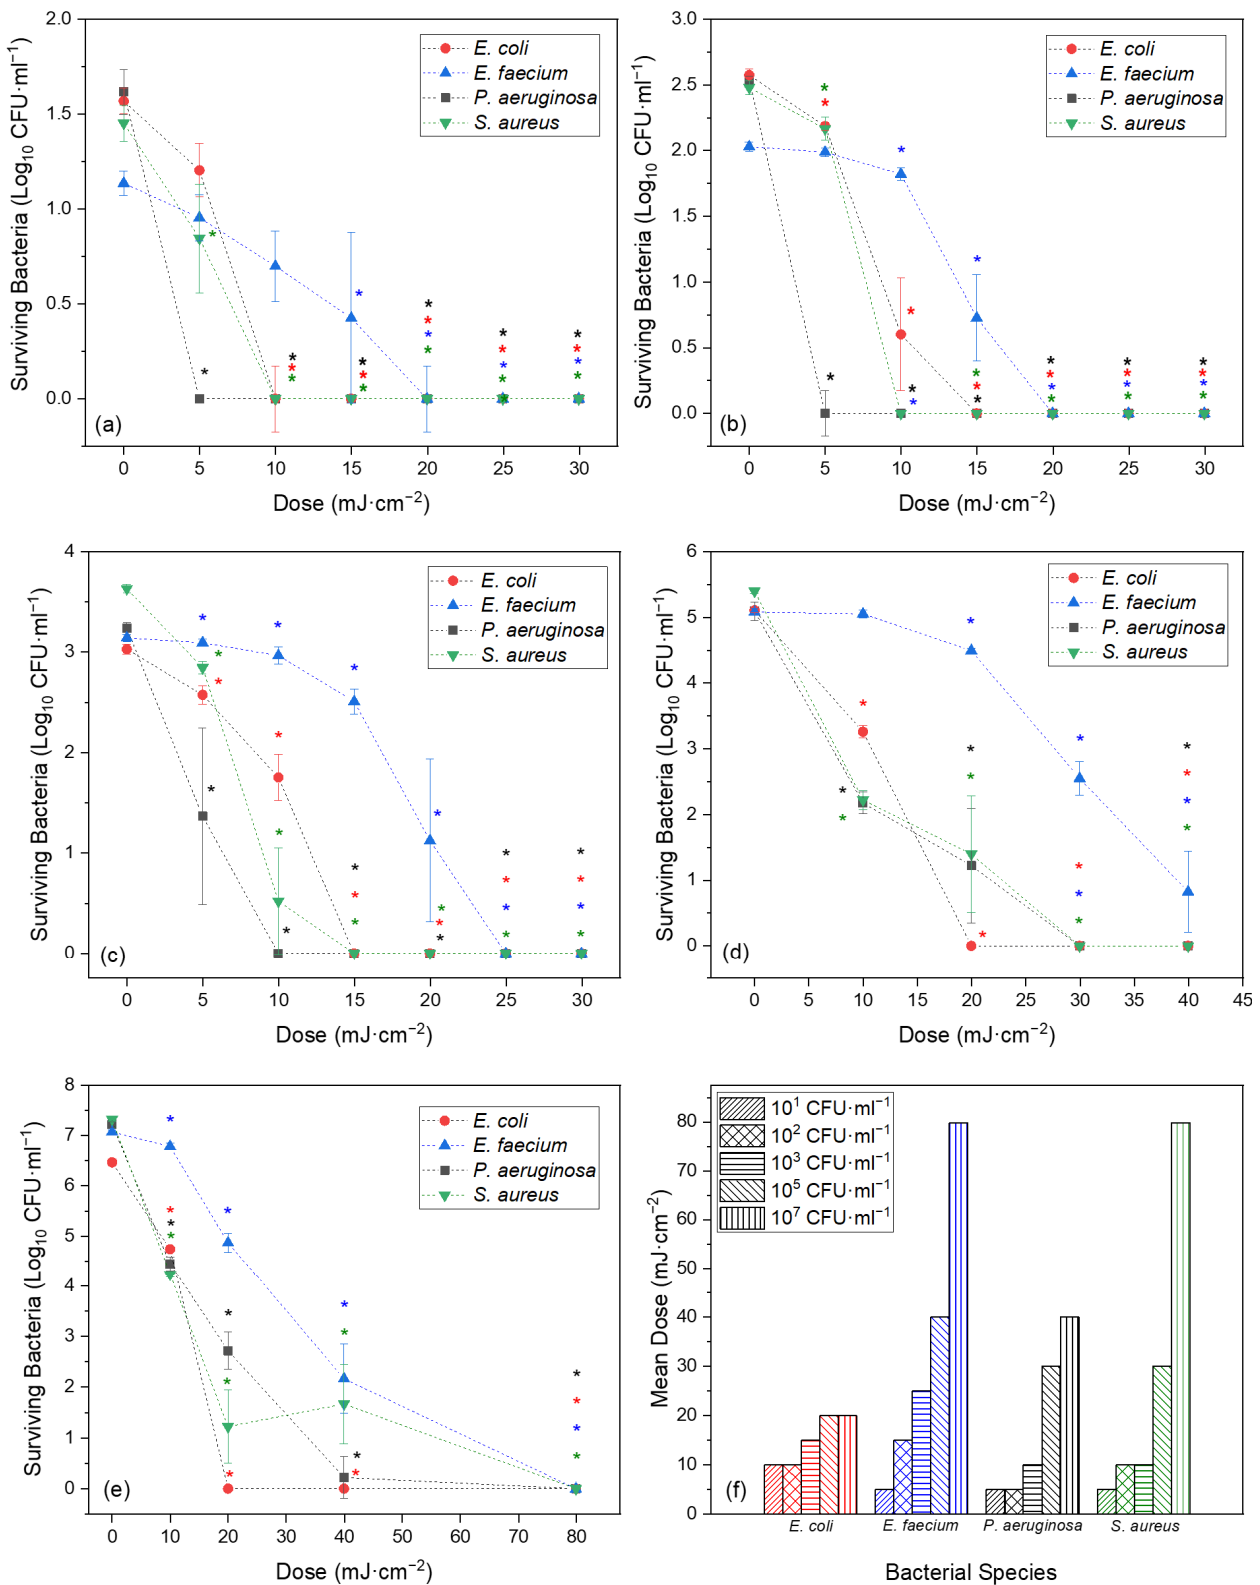 2.0
1.5
1.0
0.5
0.0
Surviving Bacteria (Log₁₀ CFU·ml⁻¹)
E. coli
E. faecium
P. aeruginosa
S. aureus
(a)
0 5 10 15 20 25 30
Dose (mJ·cm⁻²)
3.0
2.5
2.0
1.5
1.0
0.5
0.0
Surviving Bacteria (Log₁₀ CFU·ml⁻¹)
E. coli
E. faecium
P. aeruginosa
S. aureus
(b)
0 5 10 15 20 25 30
Dose (mJ·cm⁻²)
4
3
2
1
0
Surviving Bacteria (Log₁₀ CFU·ml⁻¹)
E. coli
E. faecium
P. aeruginosa
S. aureus
(c)
0 5 10 15 20 25 30
Dose (mJ·cm⁻²)
6
5
4
3
2
1
0
Surviving Bacteria (Log₁₀ CFU·ml⁻¹)
E. coli
E. faecium
P. aeruginosa
S. aureus
(d)
0 5 10 15 20 25 30 35 40 45
Dose (mJ·cm⁻²)
8
7
6
5
4
3
2
1
0
Surviving Bacteria (Log₁₀ CFU·ml⁻¹)
E. coli
E. faecium
P. aeruginosa
S. aureus
(e)
0 10 20 30 40 50 60 70 80
Dose (mJ·cm⁻²)
80
70
80
60
40
30
20
10
0
Mean Dose (mJ·cm⁻²)
10¹ CFU·ml⁻¹
10² CFU·ml⁻¹
10³ CFU·ml⁻¹
10⁵ CFU·ml⁻¹
10⁷ CFU·ml⁻¹
(f)
E. coli E. faecium P. aeruginosa S. aureus
Bacterial Species